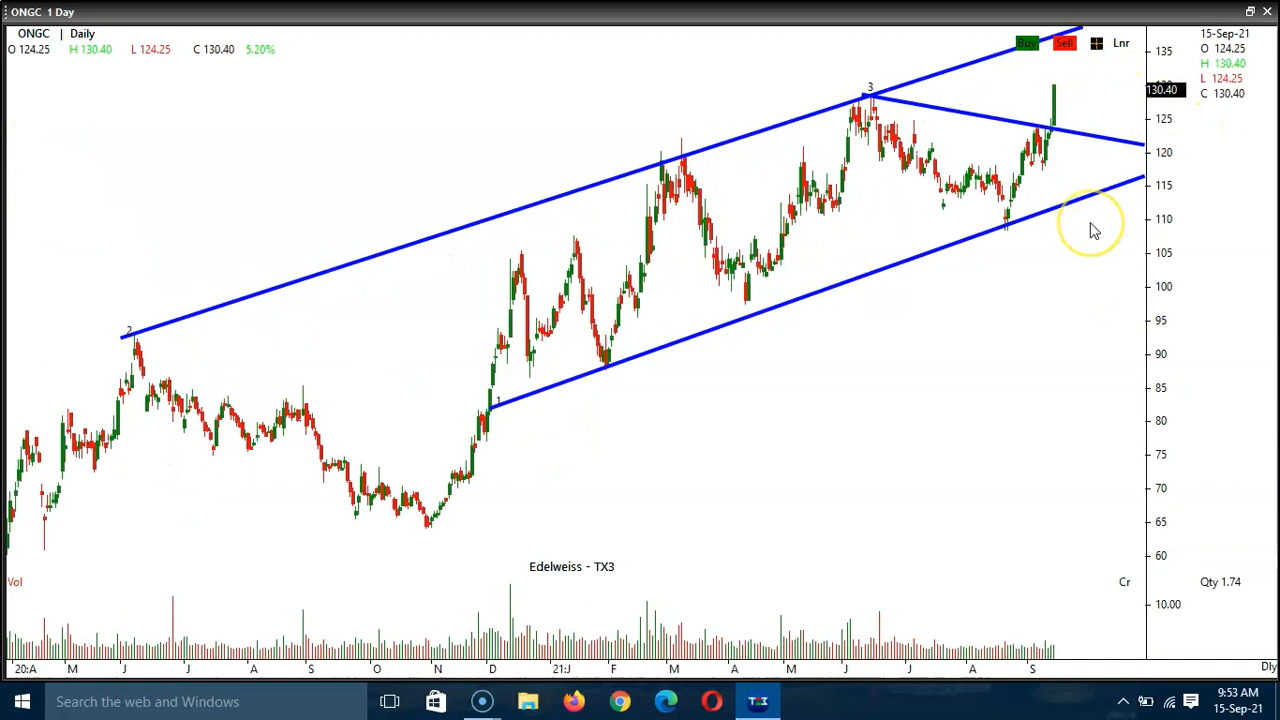 ONGC 1 Day
ONGC | Daily
O 124.25 H 130.40 L 124.25 C 130.40 5.20%
Buy Sell Lnr
15-Sep-21
O 124.25
H 130.40
L 124.25
C 130.40
135
130.40
125
120
115
110
105
100
95
90
85
80
75
70
65
60
3
2
1
Edelweiss - TX3
Vol Cr Qty 1.74
10.00
20:A M J J A S O N D 21:J F M A M J J A S Dly
Search the web and Windows
TX3
9:53 AM
15-Sep-21